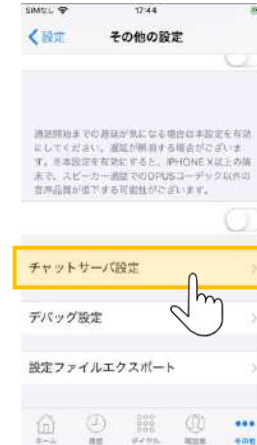 SIMなし 17:44
設定 その他の設定
通話開始までの遅延が気になる場合は本設定を有効
にしてください。遅延が解消する場合がございま
す。※本設定を有効にすると、IPHONE X以上の端
末で、スピーカー通話でのOPUSコーデック以外の
音声品質が低下する可能性がございます。
チャットサーバ設定
デバッグ設定
設定ファイルエクスポート
ホーム 履歴 ダイヤル 電話帳 その他